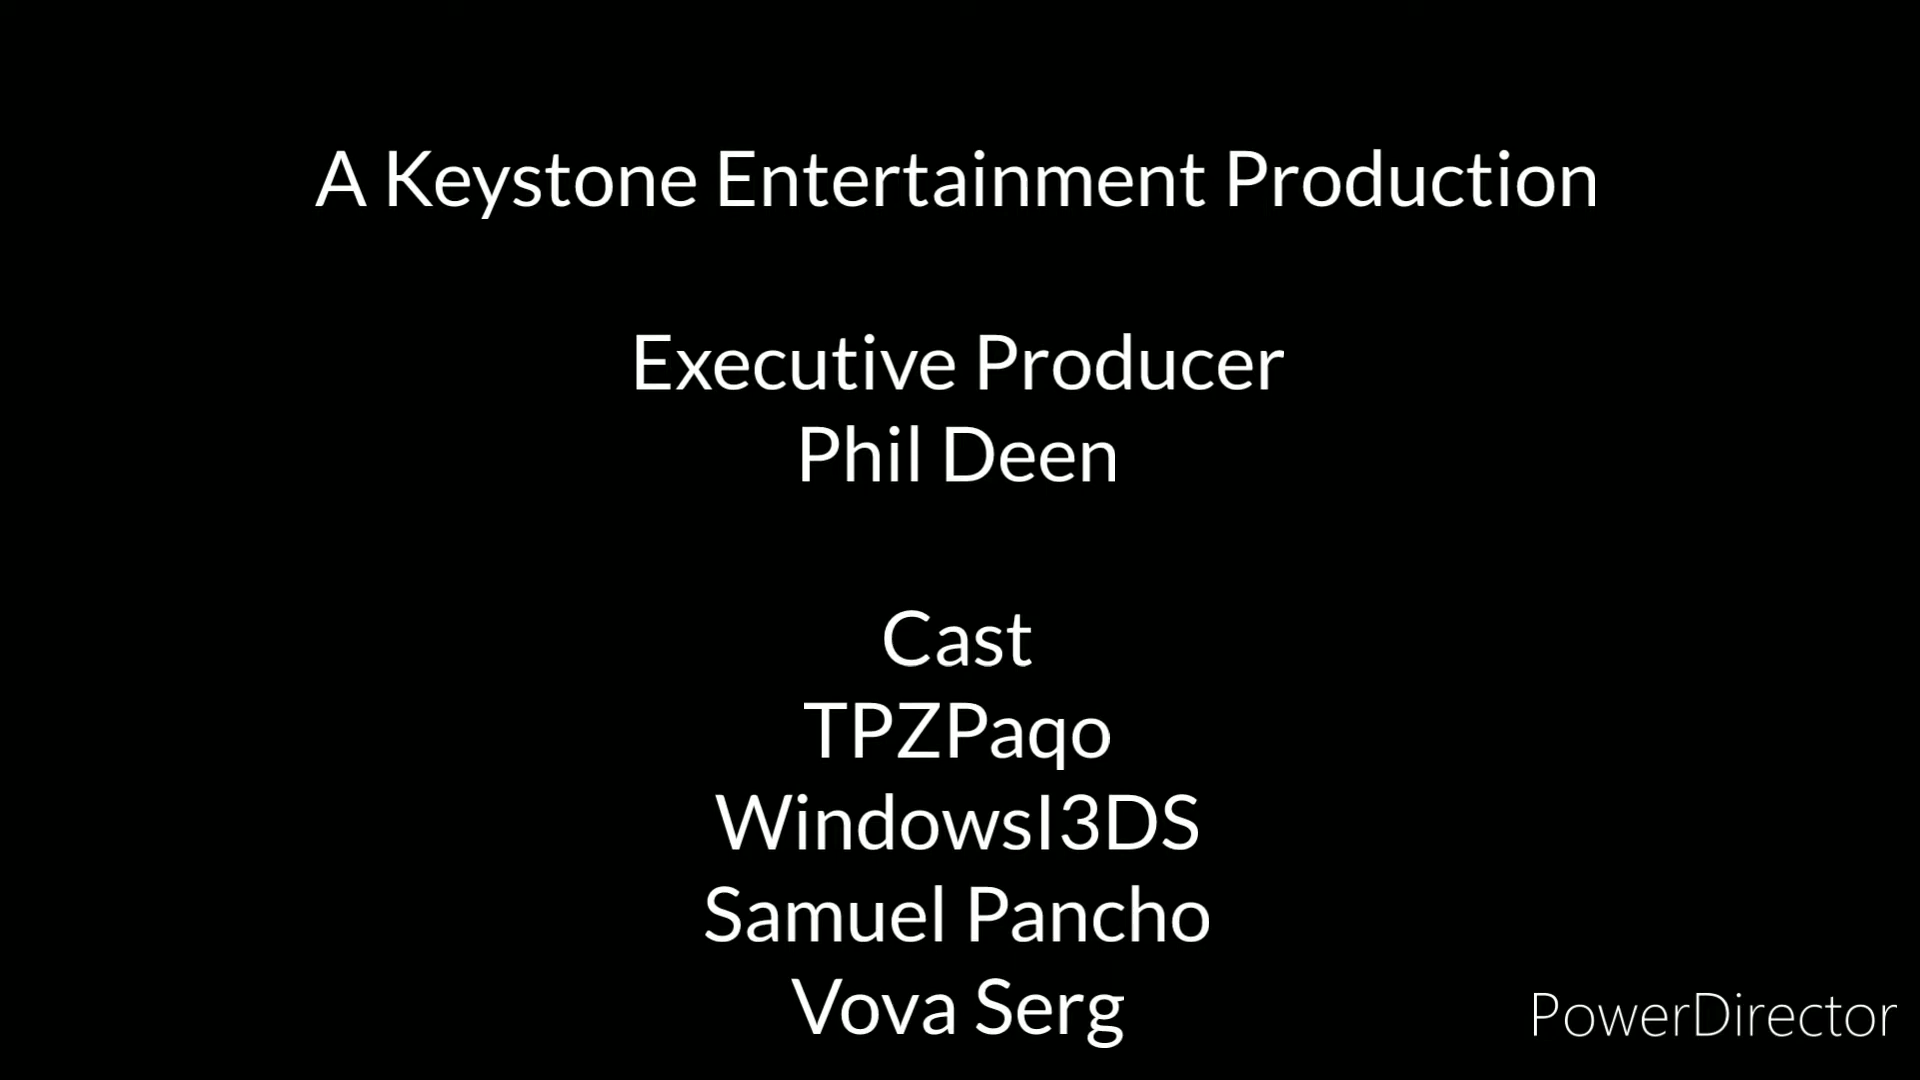 A Keystone Entertainment Production
Executive Producer
Phil Deen
Cast
TPZPaqo
WindowsI3DS
Samuel Pancho
Vova Serg
PowerDirector